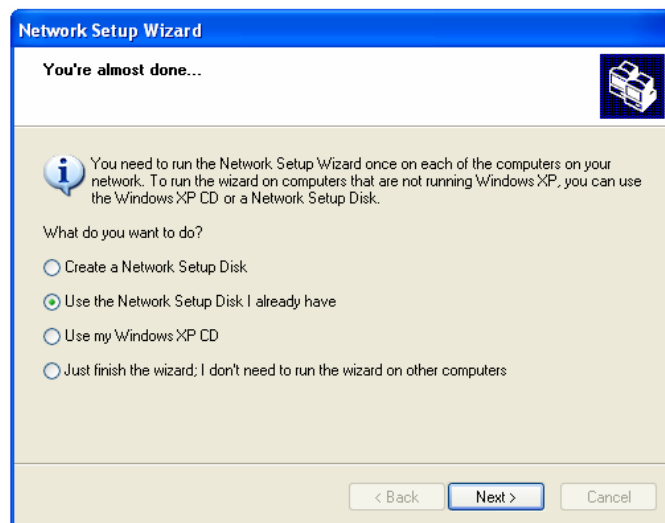 Network Setup Wizard
You're almost done...
You need to run the Network Setup Wizard once on each of the computers on your
network. To run the wizard on computers that are not running Windows XP, you can use
the Windows XP CD or a Network Setup Disk.
What do you want to do?
Create a Network Setup Disk
Use the Network Setup Disk I already have
Use my Windows XP CD
Just finish the wizard; I don't need to run the wizard on other computers
< Back
Next >
Cancel